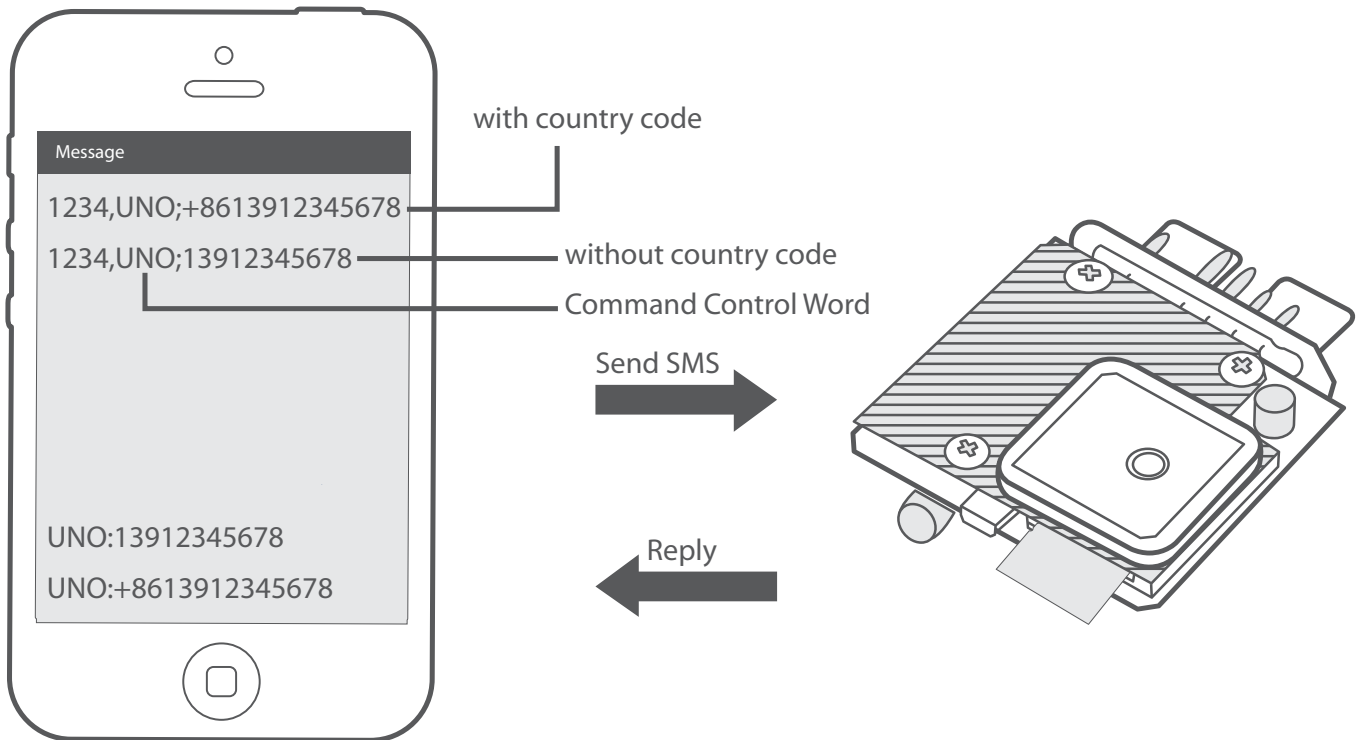 with country code
Message
1234,UNO;+8613912345678
1234,UNO;13912345678
without country code
Command Control Word
Send SMS
UNO:13912345678
Reply
UNO:+8613912345678